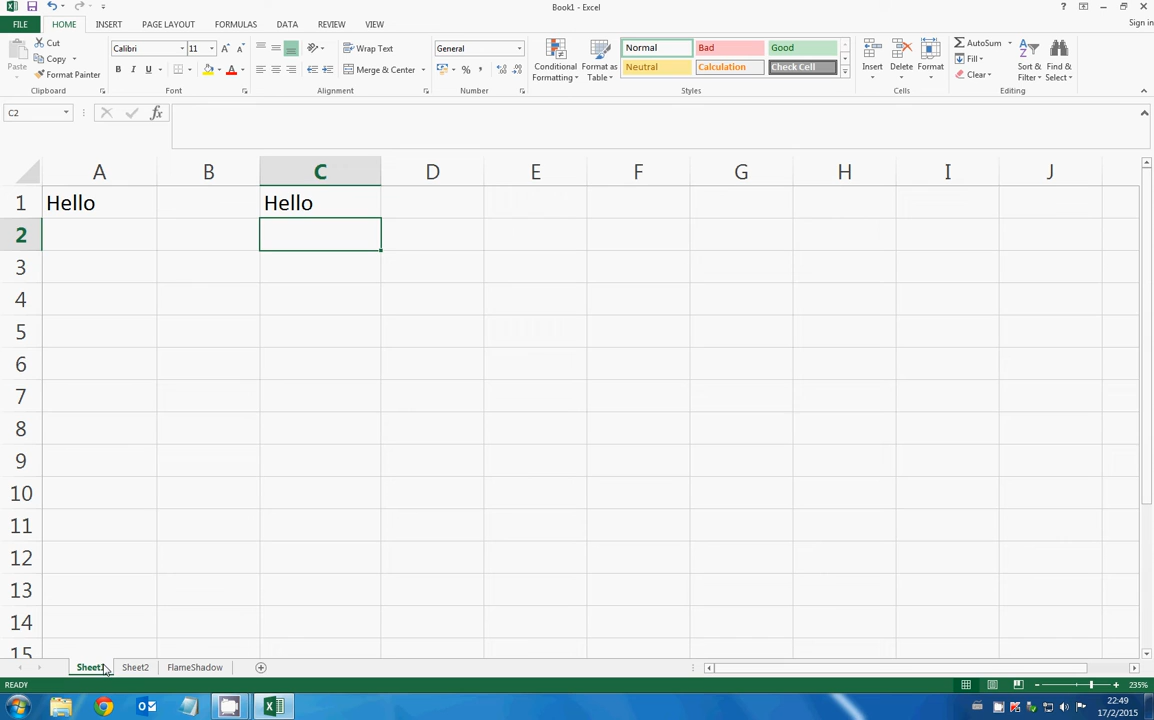 Book1 - Excel
?
FILE HOME INSERT PAGE LAYOUT FORMULAS DATA REVIEW VIEW Sign in
Paste
Cut
Copy
Format Painter
Clipboard
Calibri 11 A A
B I U A
Font
Wrap Text
Merge & Center
Alignment
General
% ,
Number
Conditional Formatting
Format as Table
Normal Bad Good
Neutral Calculation Check Cell
Styles
Insert Delete Format
Cells
AutoSum
Fill
Clear
Sort & Filter
Find & Select
Editing
C2 fx
A B C D E F G H I J
1 Hello Hello
2
3
4
5
6
7
8
9
10
11
12
13
14
15
Sheet1 Sheet2 FlameShadow
READY 235%
22:49
17/2/2015